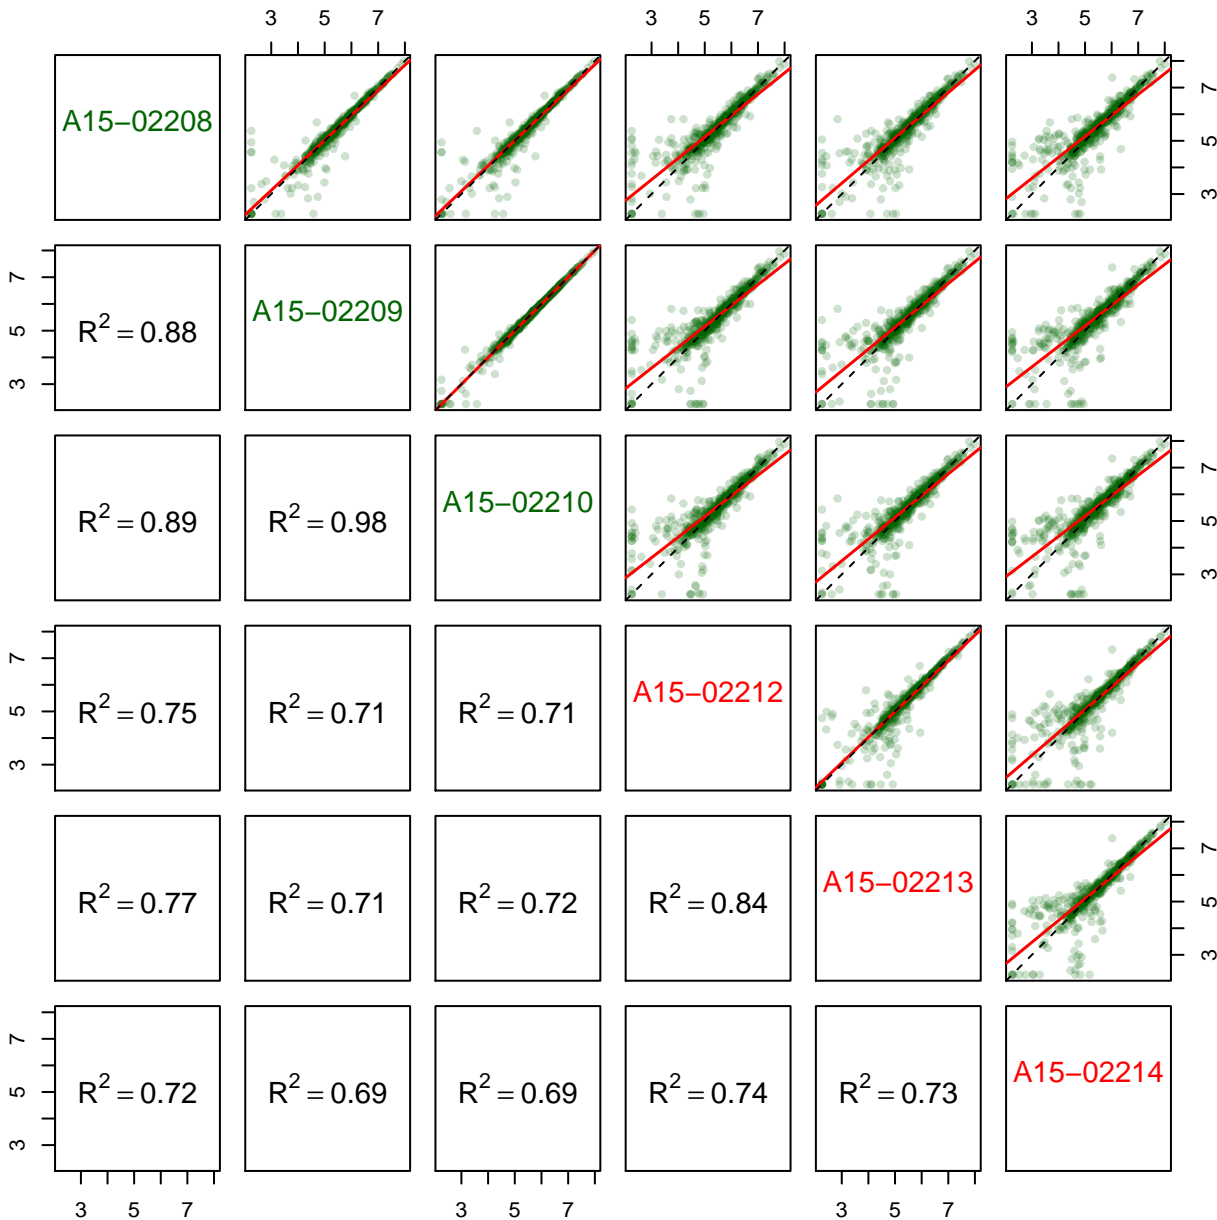 3 5 7 3 5 7 3 5 7
A15−02208
3 5 7
3 5 7
R² = 0.88
A15−02209
R² = 0.89
R² = 0.98
A15−02210
3 5 7
3 5 7
R² = 0.75
R² = 0.71
R² = 0.71
A15−02212
R² = 0.77
R² = 0.71
R² = 0.72
R² = 0.84
A15−02213
3 5 7
3 5 7
R² = 0.72
R² = 0.69
R² = 0.69
R² = 0.74
R² = 0.73
A15−02214
3 5 7 3 5 7 3 5 7